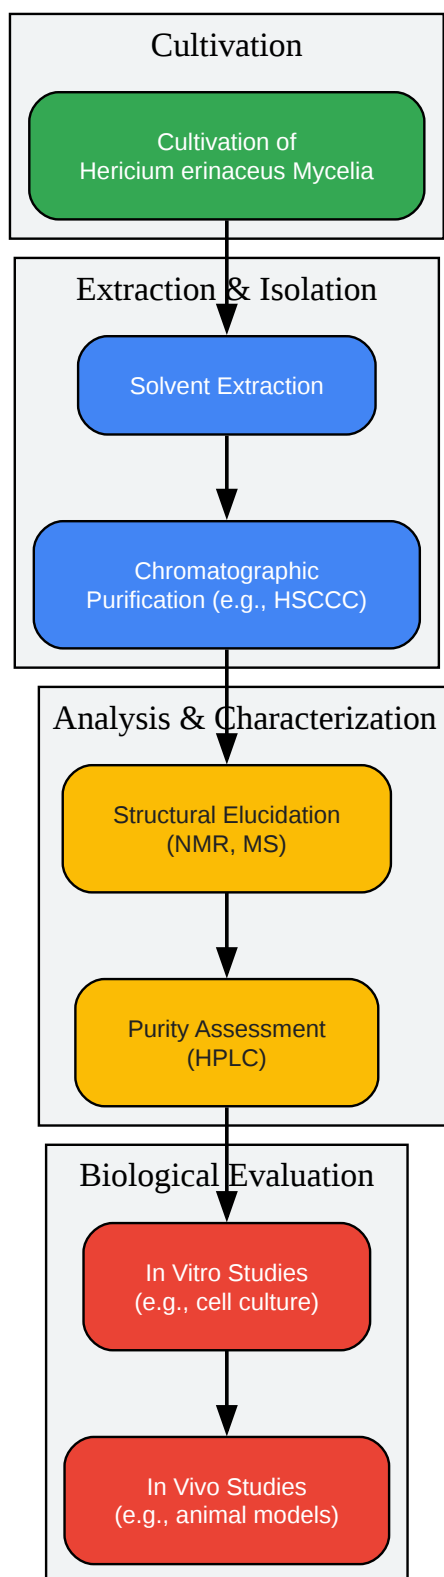 Cultivation
Cultivation of
Hericium erinaceus Mycelia
Extraction & Isolation
Solvent Extraction
Chromatographic
Purification (e.g., HSCCC)
Analysis & Characterization
Structural Elucidation
(NMR, MS)
Purity Assessment
(HPLC)
Biological Evaluation
In Vitro Studies
(e.g., cell culture)
In Vivo Studies
(e.g., animal models)